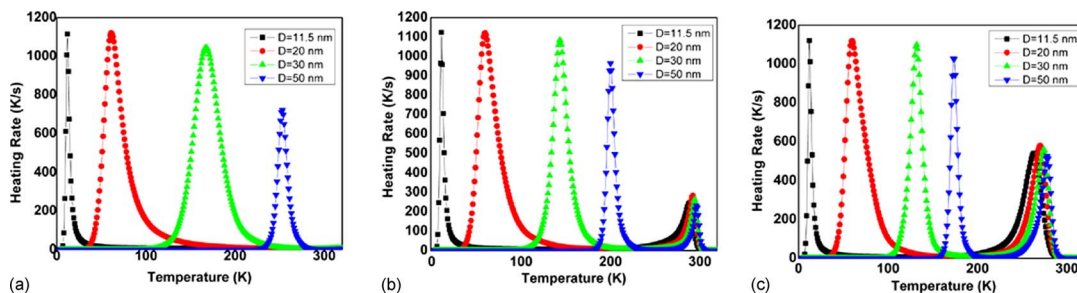 1200
1000
800
600
400
200
0
Heating Rate (K/s)
D=11.5 nm
D=20 nm
D=30 nm
D=50 nm
0 100 200 300
Temperature (K)
(a)
1200
1100
1000
900
800
700
600
500
400
300
200
100
0
Heating Rate (K/s)
D=11.5 nm
D=20 nm
D=30 nm
D=50 nm
0 100 200 300
Temperature (K)
(b)
1200
1000
800
600
400
200
0
Heating Rate (K/s)
D=11.5 nm
D=20 nm
D=30 nm
D=50 nm
0 100 200 300
Temperature (K)
(c)